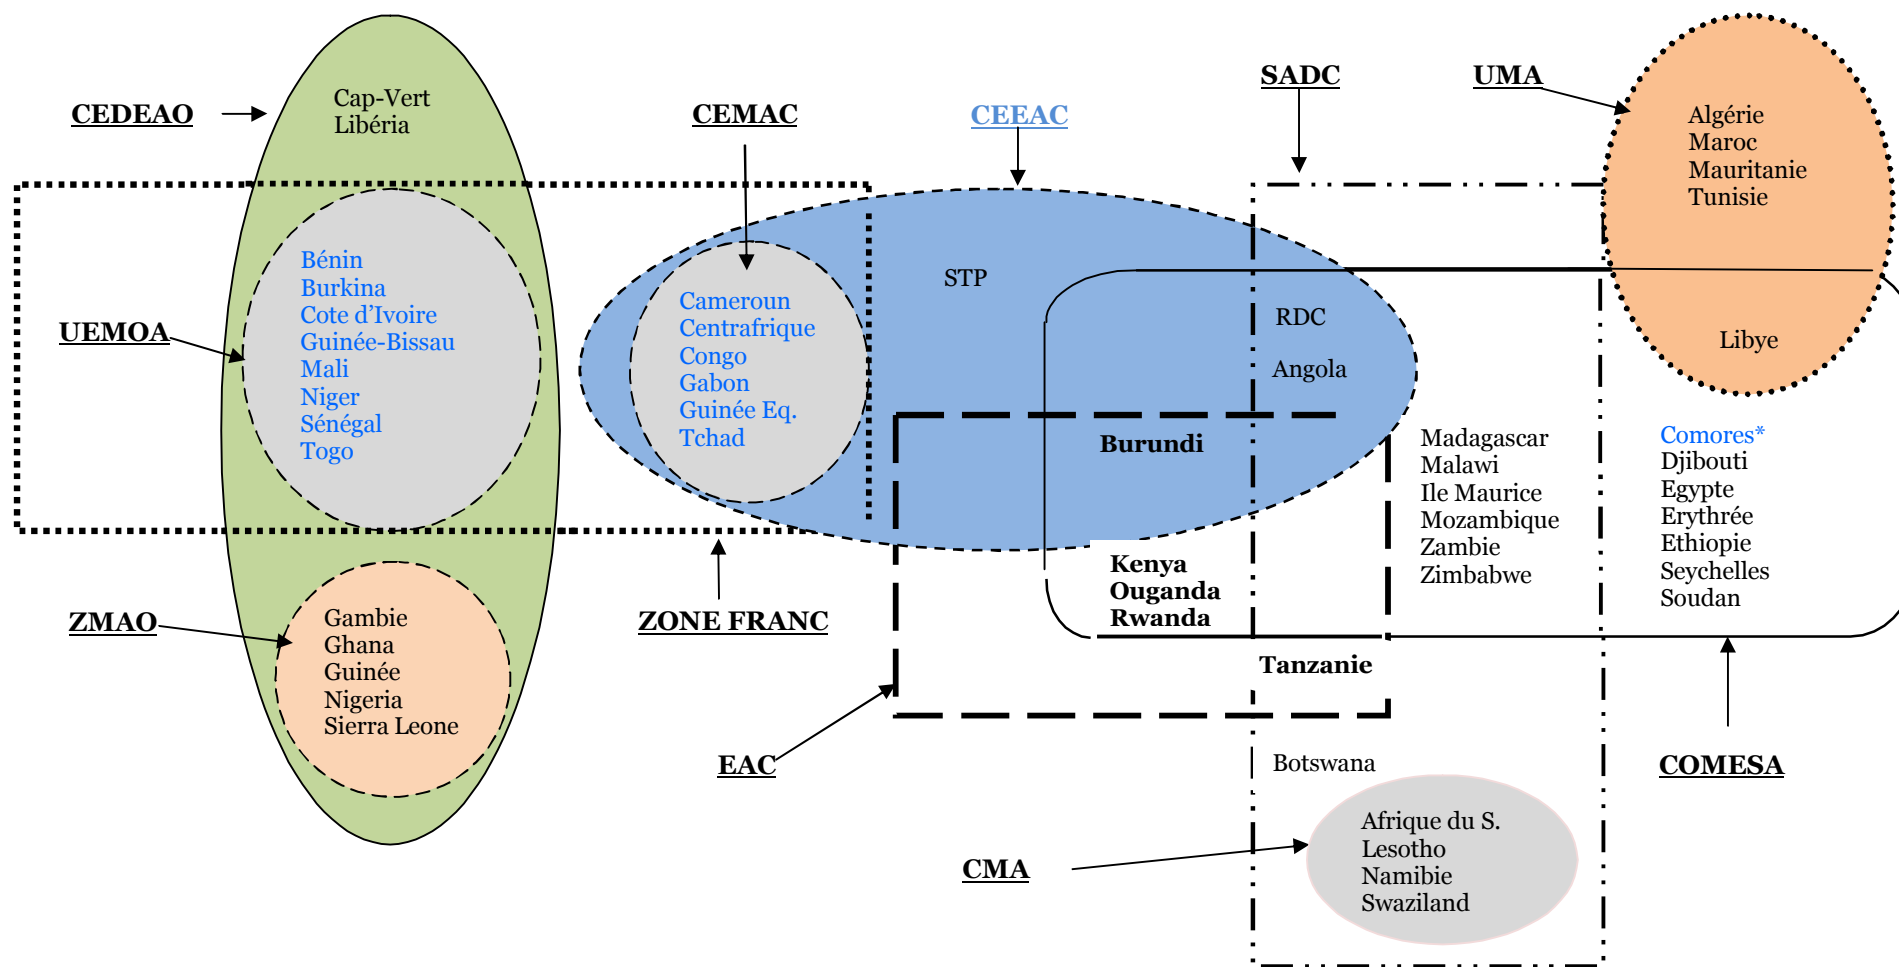 CEDEAO
Cap-Vert
Libéria
CEMAC
CEEAC
SADC
UMA
Algérie
Maroc
Mauritanie
Tunisie
UEMOA
Bénin
Burkina
Cote d'Ivoire
Guinée-Bissau
Mali
Niger
Sénégal
Togo
Cameroun
Centrafrique
Congo
Gabon
Guinée Eq.
Tchad
STP
RDC
Angola
Libye
Burundi
Madagascar
Malawi
Ile Maurice
Mozambique
Zambie
Zimbabwe
Comores*
Djibouti
Egypte
Erythrée
Ethiopie
Seychelles
Soudan
Kenya
Ouganda
Rwanda
ZMAO
Gambie
Ghana
Guinée
Nigeria
Sierra Leone
ZONE FRANC
Tanzanie
EAC
Botswana
COMESA
CMA
Afrique du S.
Lesotho
Namibie
Swaziland